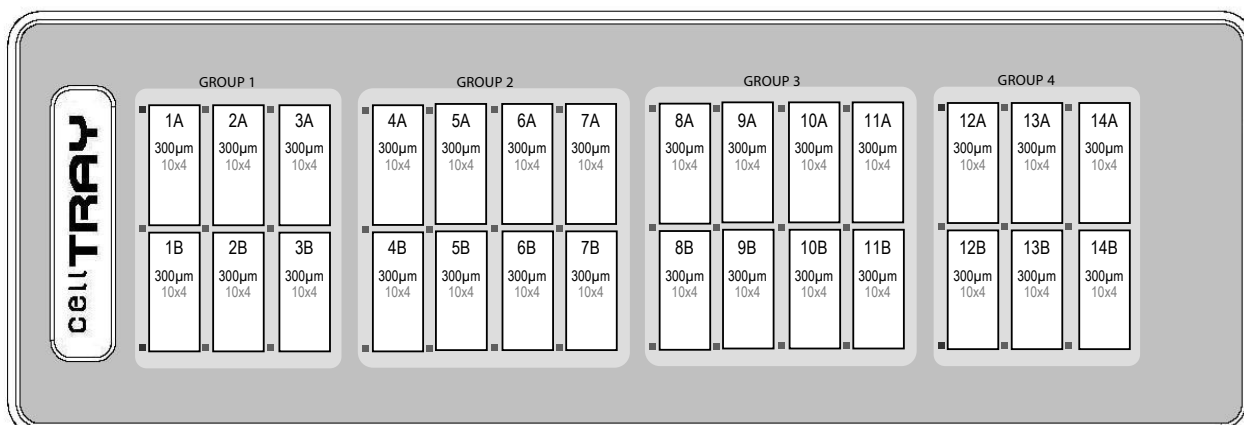 cellTRAY
GROUP 1
GROUP 2
GROUP 3
GROUP 4
1A
300µm
10x4
2A
300µm
10x4
3A
300µm
10x4
4A
300µm
10x4
5A
300µm
10x4
6A
300µm
10x4
7A
300µm
10x4
8A
300µm
10x4
9A
300µm
10x4
10A
300µm
10x4
11A
300µm
10x4
12A
300µm
10x4
13A
300µm
10x4
14A
300µm
10x4
1B
300µm
10x4
2B
300µm
10x4
3B
300µm
10x4
4B
300µm
10x4
5B
300µm
10x4
6B
300µm
10x4
7B
300µm
10x4
8B
300µm
10x4
9B
300µm
10x4
10B
300µm
10x4
11B
300µm
10x4
12B
300µm
10x4
13B
300µm
10x4
14B
300µm
10x4